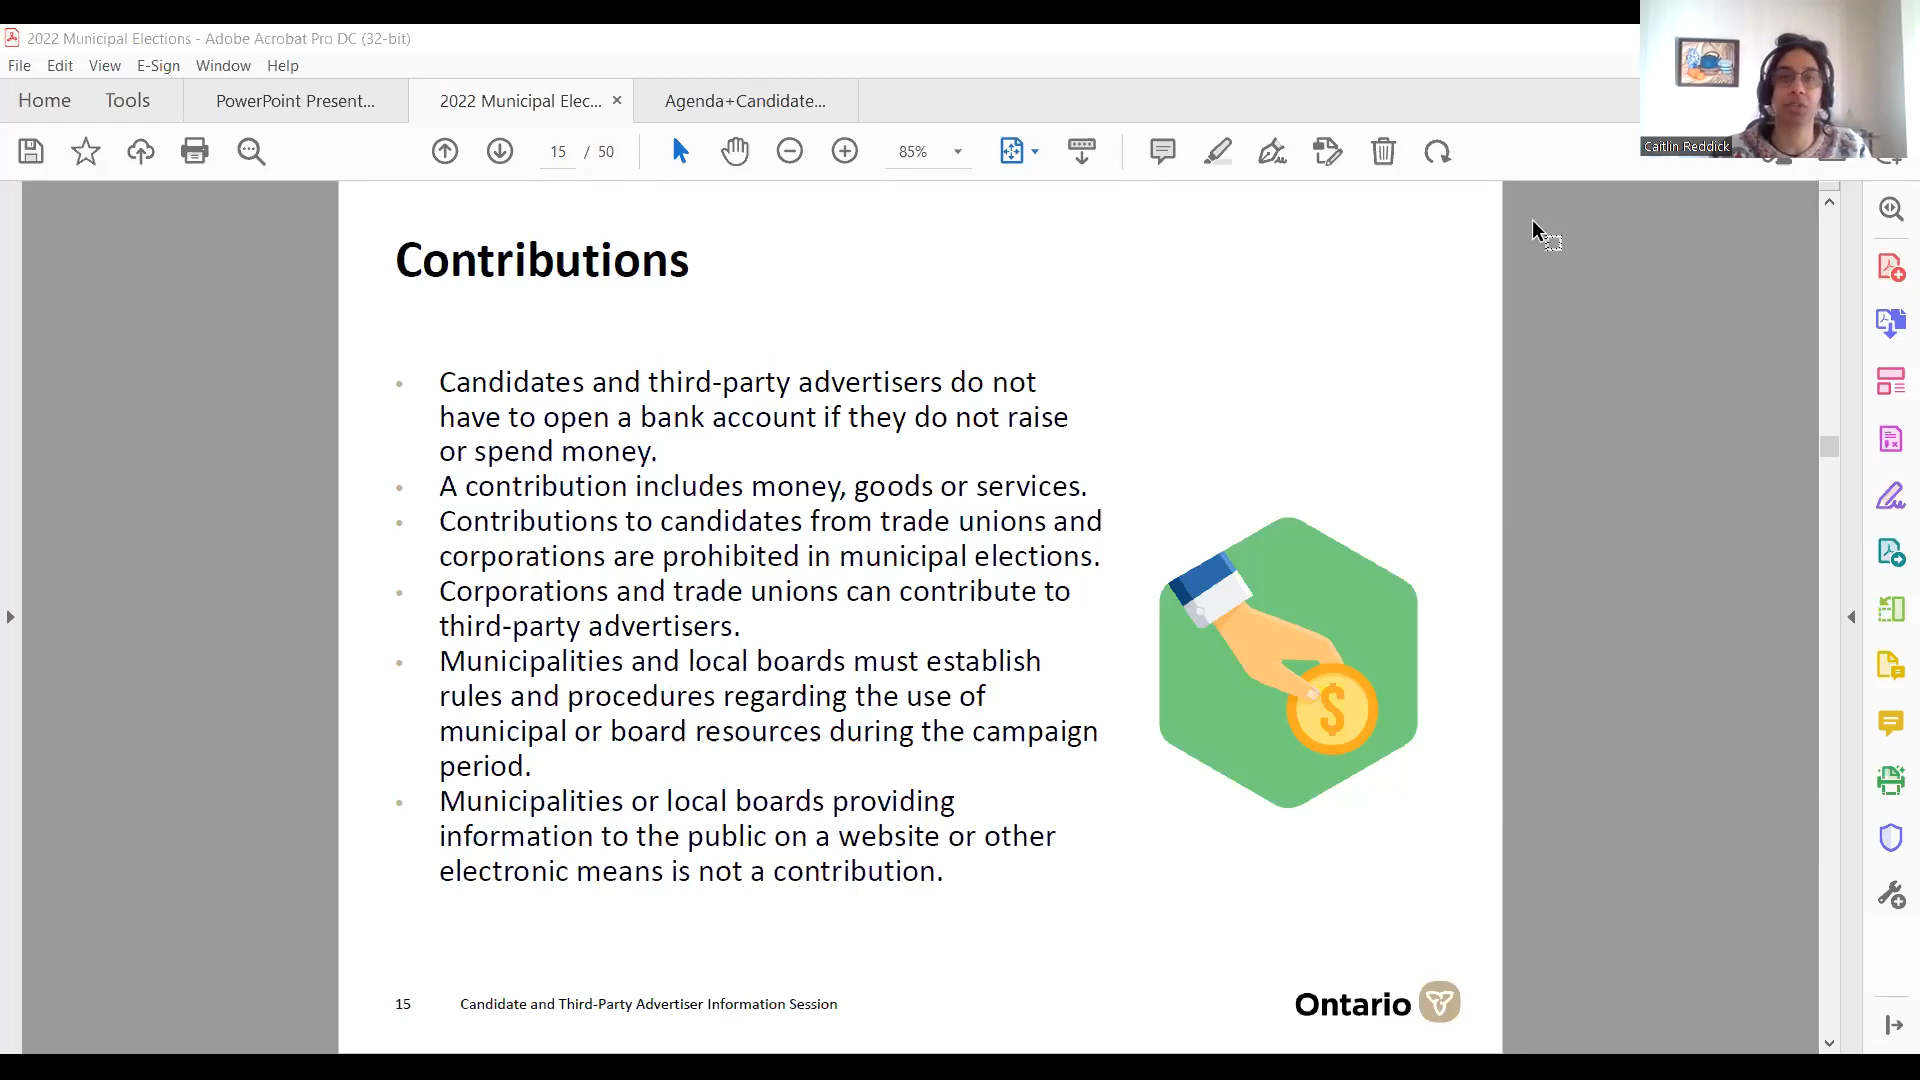 2022 Municipal Elections - Adobe Acrobat Pro DC (32-bit)
File Edit View E-Sign Window Help
Home Tools PowerPoint Present... 2022 Municipal Elec... × Agenda+Candidate...
15 / 50 85%
Caitlin Reddick
Contributions
• Candidates and third-party advertisers do not
have to open a bank account if they do not raise
or spend money.
• A contribution includes money, goods or services.
• Contributions to candidates from trade unions and
corporations are prohibited in municipal elections.
• Corporations and trade unions can contribute to
third-party advertisers.
• Municipalities and local boards must establish
rules and procedures regarding the use of
municipal or board resources during the campaign
period.
• Municipalities or local boards providing
information to the public on a website or other
electronic means is not a contribution.
$
15 Candidate and Third-Party Advertiser Information Session
Ontario